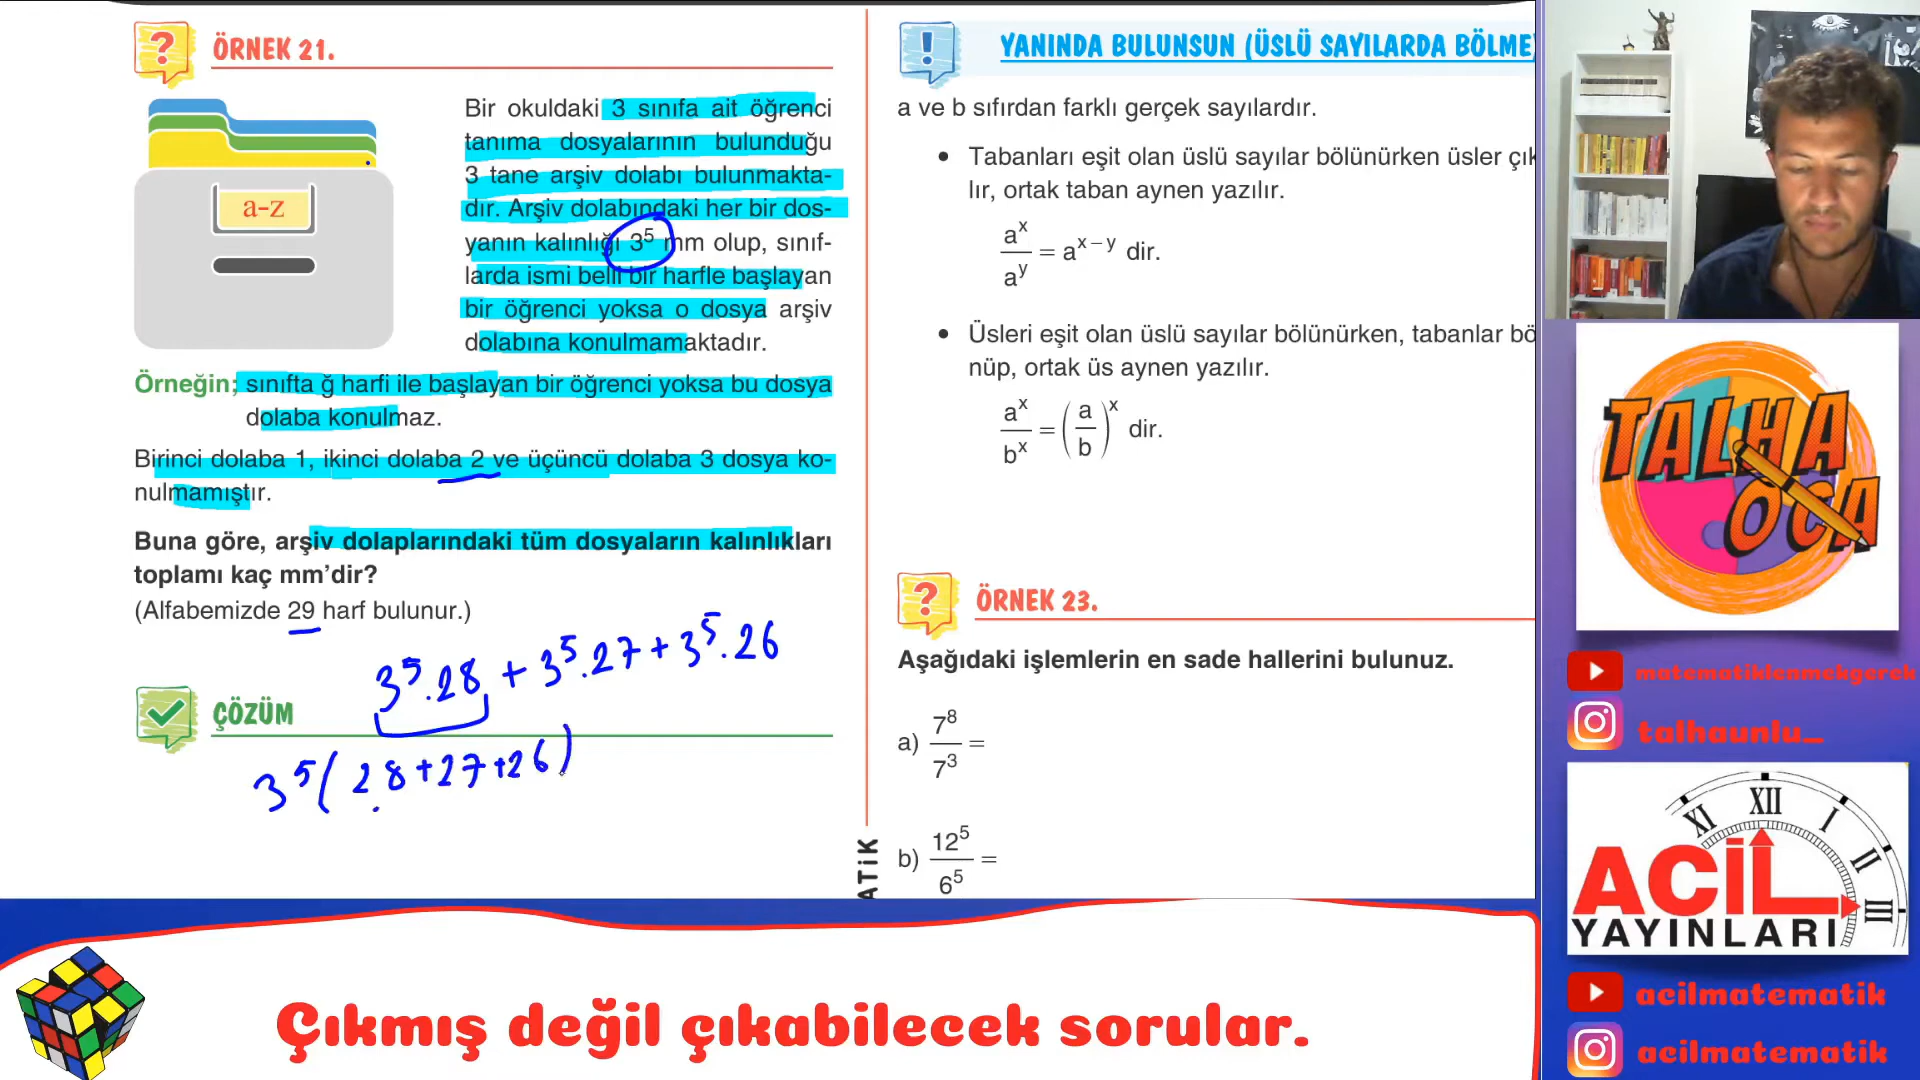 ÖRNEK 21.
a-z
Bir okuldaki 3 sınıfa ait öğrenci
tanıma dosyalarının bulunduğu
3 tane arşiv dolabı bulunmakta-
dır. Arşiv dolabındaki her bir dos-
yanın kalınlığı 3⁵ mm olup, sınıf-
larda ismi belli bir harfle başlayan
bir öğrenci yoksa o dosya arşiv
dolabına konulmamaktadır.
Örneğin; sınıfta ğ harfi ile başlayan bir öğrenci yoksa bu dosya
dolaba konulmaz.
Birinci dolaba 1, ikinci dolaba 2 ve üçüncü dolaba 3 dosya ko-
nulmamıştır.
Buna göre, arşiv dolaplarındaki tüm dosyaların kalınlıkları
toplamı kaç mm'dir?
(Alfabemizde 29 harf bulunur.)
3⁵.28 + 3⁵.27 + 3⁵.26
ÇÖZÜM
3⁵(28+27+26)
YANINDA BULUNSUN (ÜSLÜ SAYILARDA BÖLME)
a ve b sıfırdan farklı gerçek sayılardır.
• Tabanları eşit olan üslü sayılar bölünürken üsler çık
lır, ortak taban aynen yazılır.
aˣ/aʸ = aˣ⁻ʸ dir.
• Üsleri eşit olan üslü sayılar bölünürken, tabanlar bö
nüp, ortak üs aynen yazılır.
aˣ/bˣ = (a/b)ˣ dir.
ÖRNEK 23.
Aşağıdaki işlemlerin en sade hallerini bulunuz.
a) 7⁸/7³ =
b) 12⁵/6⁵ =
ATİK
Çıkmış değil çıkabilecek sorular.
TALHA
OCA
matematiklenmekgerek
talhaunlu_
XI XII I II III
ACİL
YAYINLARI
acilmatematik
acilmatematik